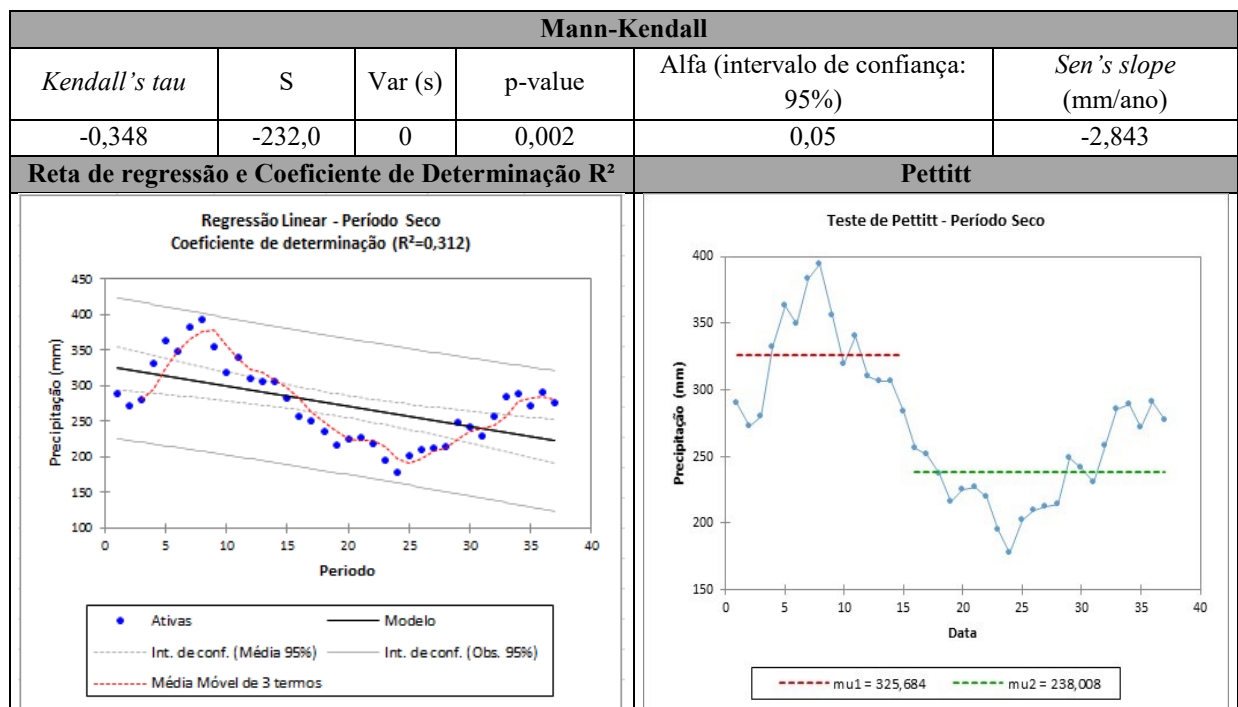 Mann-Kendall
Kendall's tau
S
Var (s)
p-value
Alfa (intervalo de confiança:
95%)
Sen's slope
(mm/ano)
-0,348
-232,0
0
0,002
0,05
-2,843
Reta de regressão e Coeficiente de Determinação R²
Pettitt
Regressão Linear - Período Seco
Coeficiente de determinação (R²=0,312)
Precipitação (mm)
450
400
350
300
250
200
150
100
0 5 10 15 20 25 30 35 40
Periodo
Ativas
Modelo
Int. de conf. (Média 95%)
Int. de conf. (Obs. 95%)
Média Móvel de 3 termos
Teste de Pettitt - Período Seco
Precipitação (mm)
400
350
300
250
200
150
0 5 10 15 20 25 30 35 40
Data
mu1 = 325,684
mu2 = 238,008